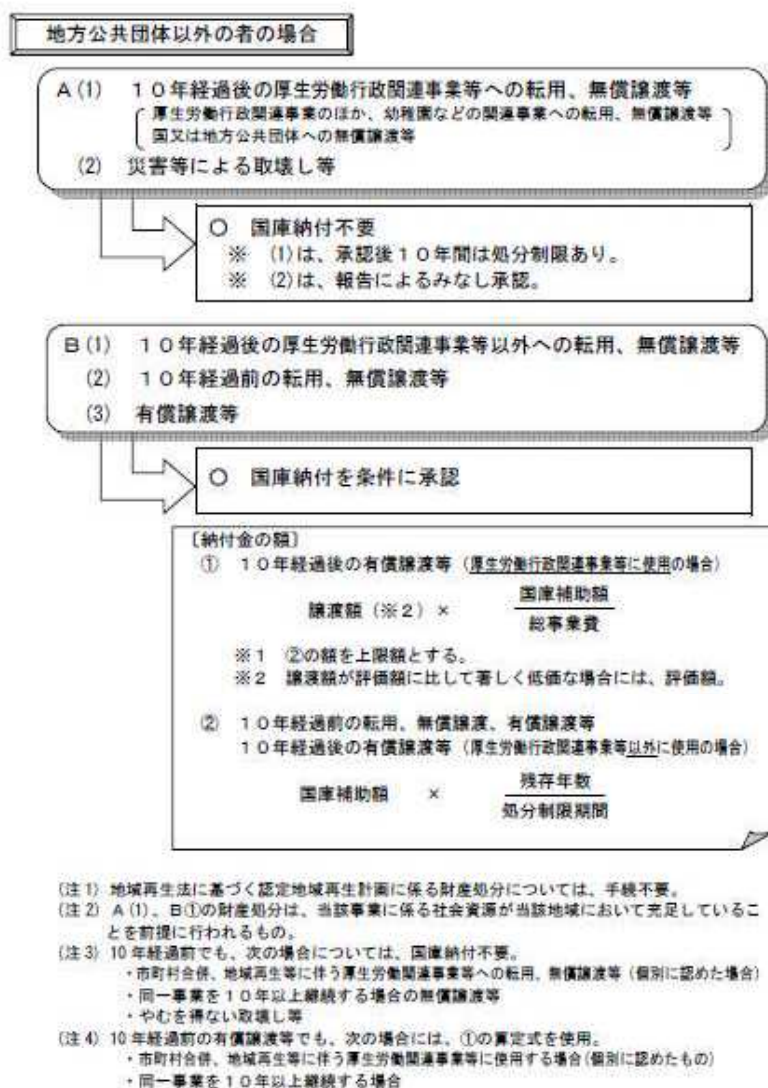 地方公共団体以外の者の場合
A(1) 10年経過後の厚生労働行政関連事業等への転用、無償譲渡等
厚生労働行政関連事業のほか、幼稚園などの関連事業への転用、無償譲渡等
国又は地方公共団体への無償譲渡等
(2) 災害等による取壊し等
○ 国庫納付不要
※ (1)は、承認後10年間は処分制限あり。
※ (2)は、報告によるみなし承認。
B(1) 10年経過後の厚生労働行政関連事業等以外への転用、無償譲渡等
(2) 10年経過前の転用、無償譲渡等
(3) 有償譲渡等
○ 国庫納付を条件に承認
〔納付金の額〕
① 10年経過後の有償譲渡等(厚生労働行政関連事業等に使用の場合)
国庫補助額
譲渡額(※2)×
総事業費
※1 ②の額を上限額とする。
※2 譲渡額が評価額に比して著しく低価な場合には、評価額。
② 10年経過前の転用、無償譲渡、有償譲渡等
10年経過後の有償譲渡等(厚生労働行政関連事業等以外に使用の場合)
残存年数
国庫補助額 ×
処分制限期間
(注1) 地域再生法に基づく認定地域再生計画に係る財産処分については、手続不要。
(注2) A(1)、B①の財産処分は、当該事業に係る社会資源が当該地域において充足しているこ
とを前提に行われるもの。
(注3) 10年経過前でも、次の場合については、国庫納付不要。
・市町村合併、地域再生等に伴う厚生労働関連事業等への転用、無償譲渡等(個別に認めた場合)
・同一事業を10年以上継続する場合の無償譲渡等
・やむを得ない取壊し等
(注4) 10年経過前の有償譲渡等でも、次の場合には、①の算定式を使用。
・市町村合併、地域再生等に伴う厚生労働関連事業等に使用する場合(個別に認めたもの)
・同一事業を10年以上継続する場合